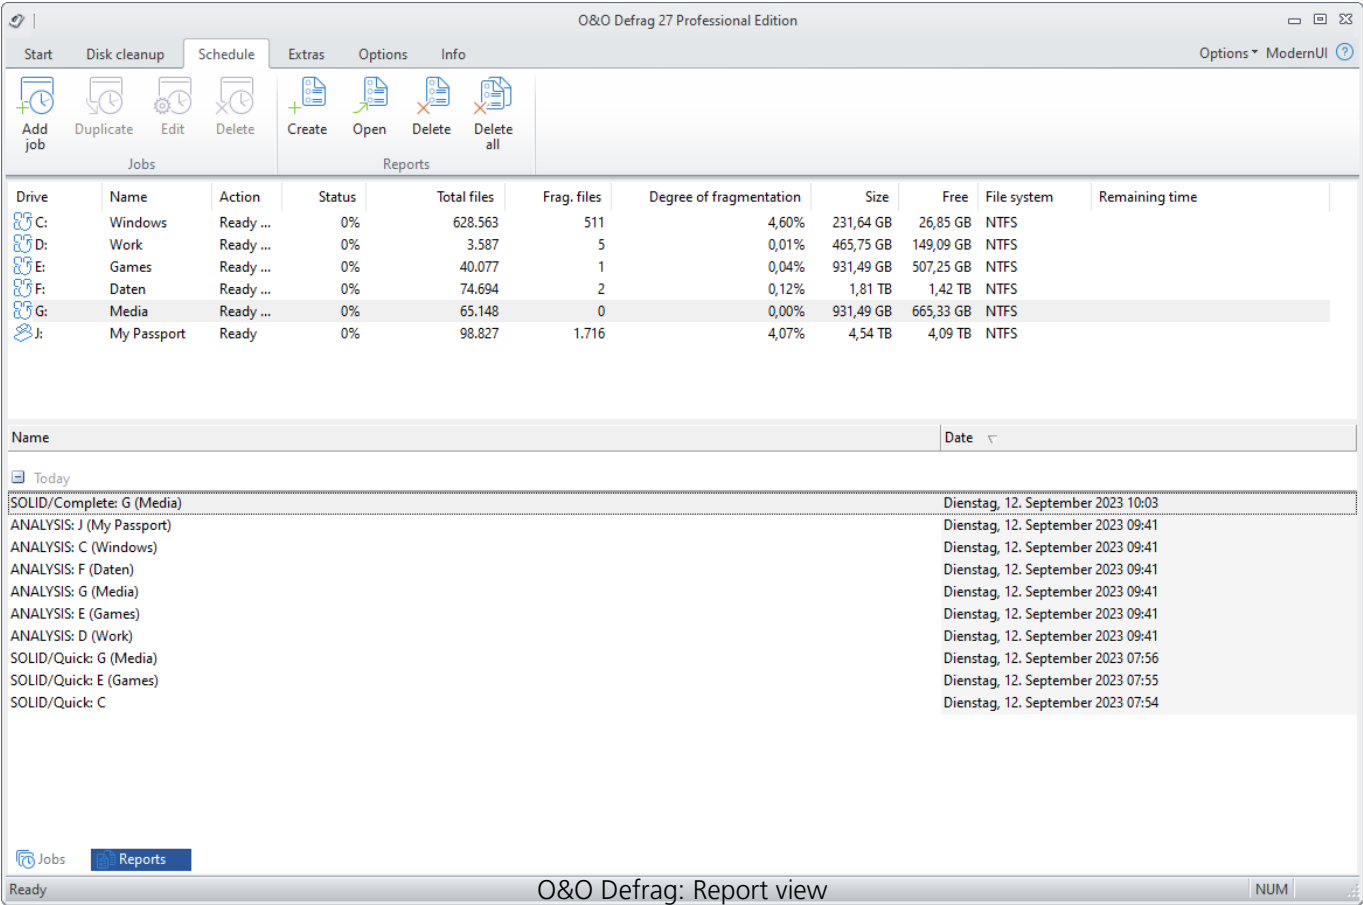 O&O Defrag 27 Professional Edition
Start Disk cleanup Schedule Extras Options Info Options ModernUI ?
Add job Duplicate Edit Delete Create Open Delete Delete all
Jobs Reports
Drive Name Action Status Total files Frag. files Degree of fragmentation Size Free File system Remaining time
C: Windows Ready ... 0% 628.563 511 4,60% 231,64 GB 26,85 GB NTFS
D: Work Ready ... 0% 3.587 5 0,01% 465,75 GB 149,09 GB NTFS
E: Games Ready ... 0% 40.077 1 0,04% 931,49 GB 507,25 GB NTFS
F: Daten Ready ... 0% 74.694 2 0,12% 1,81 TB 1,42 TB NTFS
G: Media Ready ... 0% 65.148 0 0,00% 931,49 GB 665,33 GB NTFS
J: My Passport Ready 0% 98.827 1.716 4,07% 4,54 TB 4,09 TB NTFS
Name Date
Today
SOLID/Complete: G (Media) Dienstag, 12. September 2023 10:03
ANALYSIS: J (My Passport) Dienstag, 12. September 2023 09:41
ANALYSIS: C (Windows) Dienstag, 12. September 2023 09:41
ANALYSIS: F (Daten) Dienstag, 12. September 2023 09:41
ANALYSIS: G (Media) Dienstag, 12. September 2023 09:41
ANALYSIS: E (Games) Dienstag, 12. September 2023 09:41
ANALYSIS: D (Work) Dienstag, 12. September 2023 09:41
SOLID/Quick: G (Media) Dienstag, 12. September 2023 07:56
SOLID/Quick: E (Games) Dienstag, 12. September 2023 07:55
SOLID/Quick: C Dienstag, 12. September 2023 07:54
Jobs Reports
Ready O&O Defrag: Report view NUM